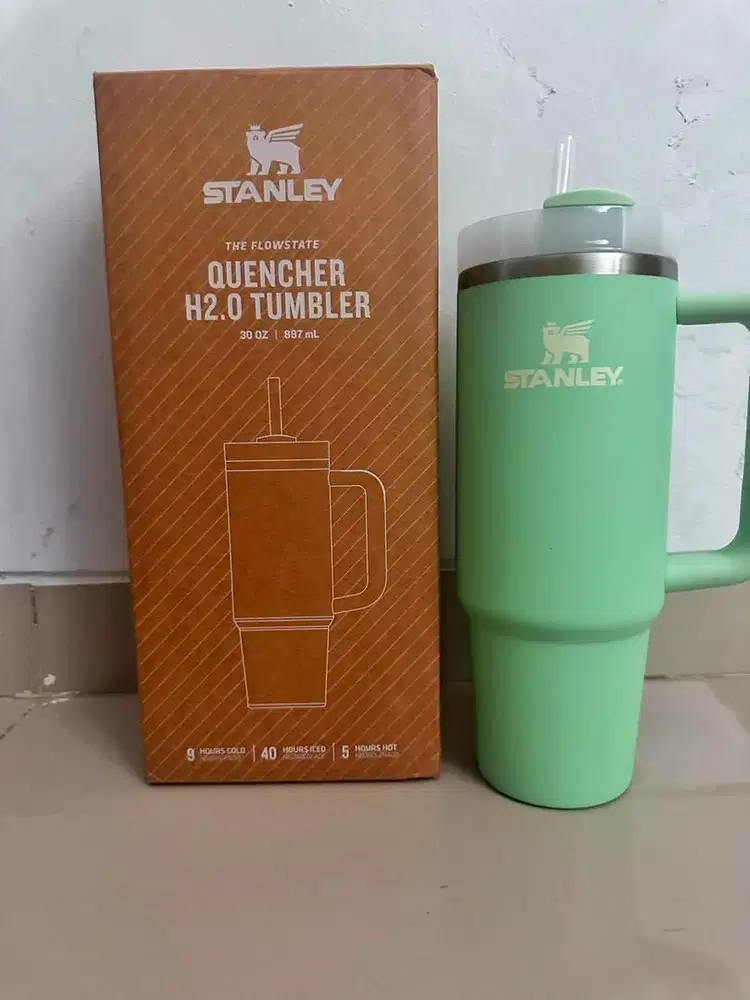 STANLEY
THE FLOWSTATE
QUENCHER
H2.0 TUMBLER
30 OZ | 887 mL
9 HOURS COLD | 40 HOURS ICED | 5 HOURS HOT
STANLEY